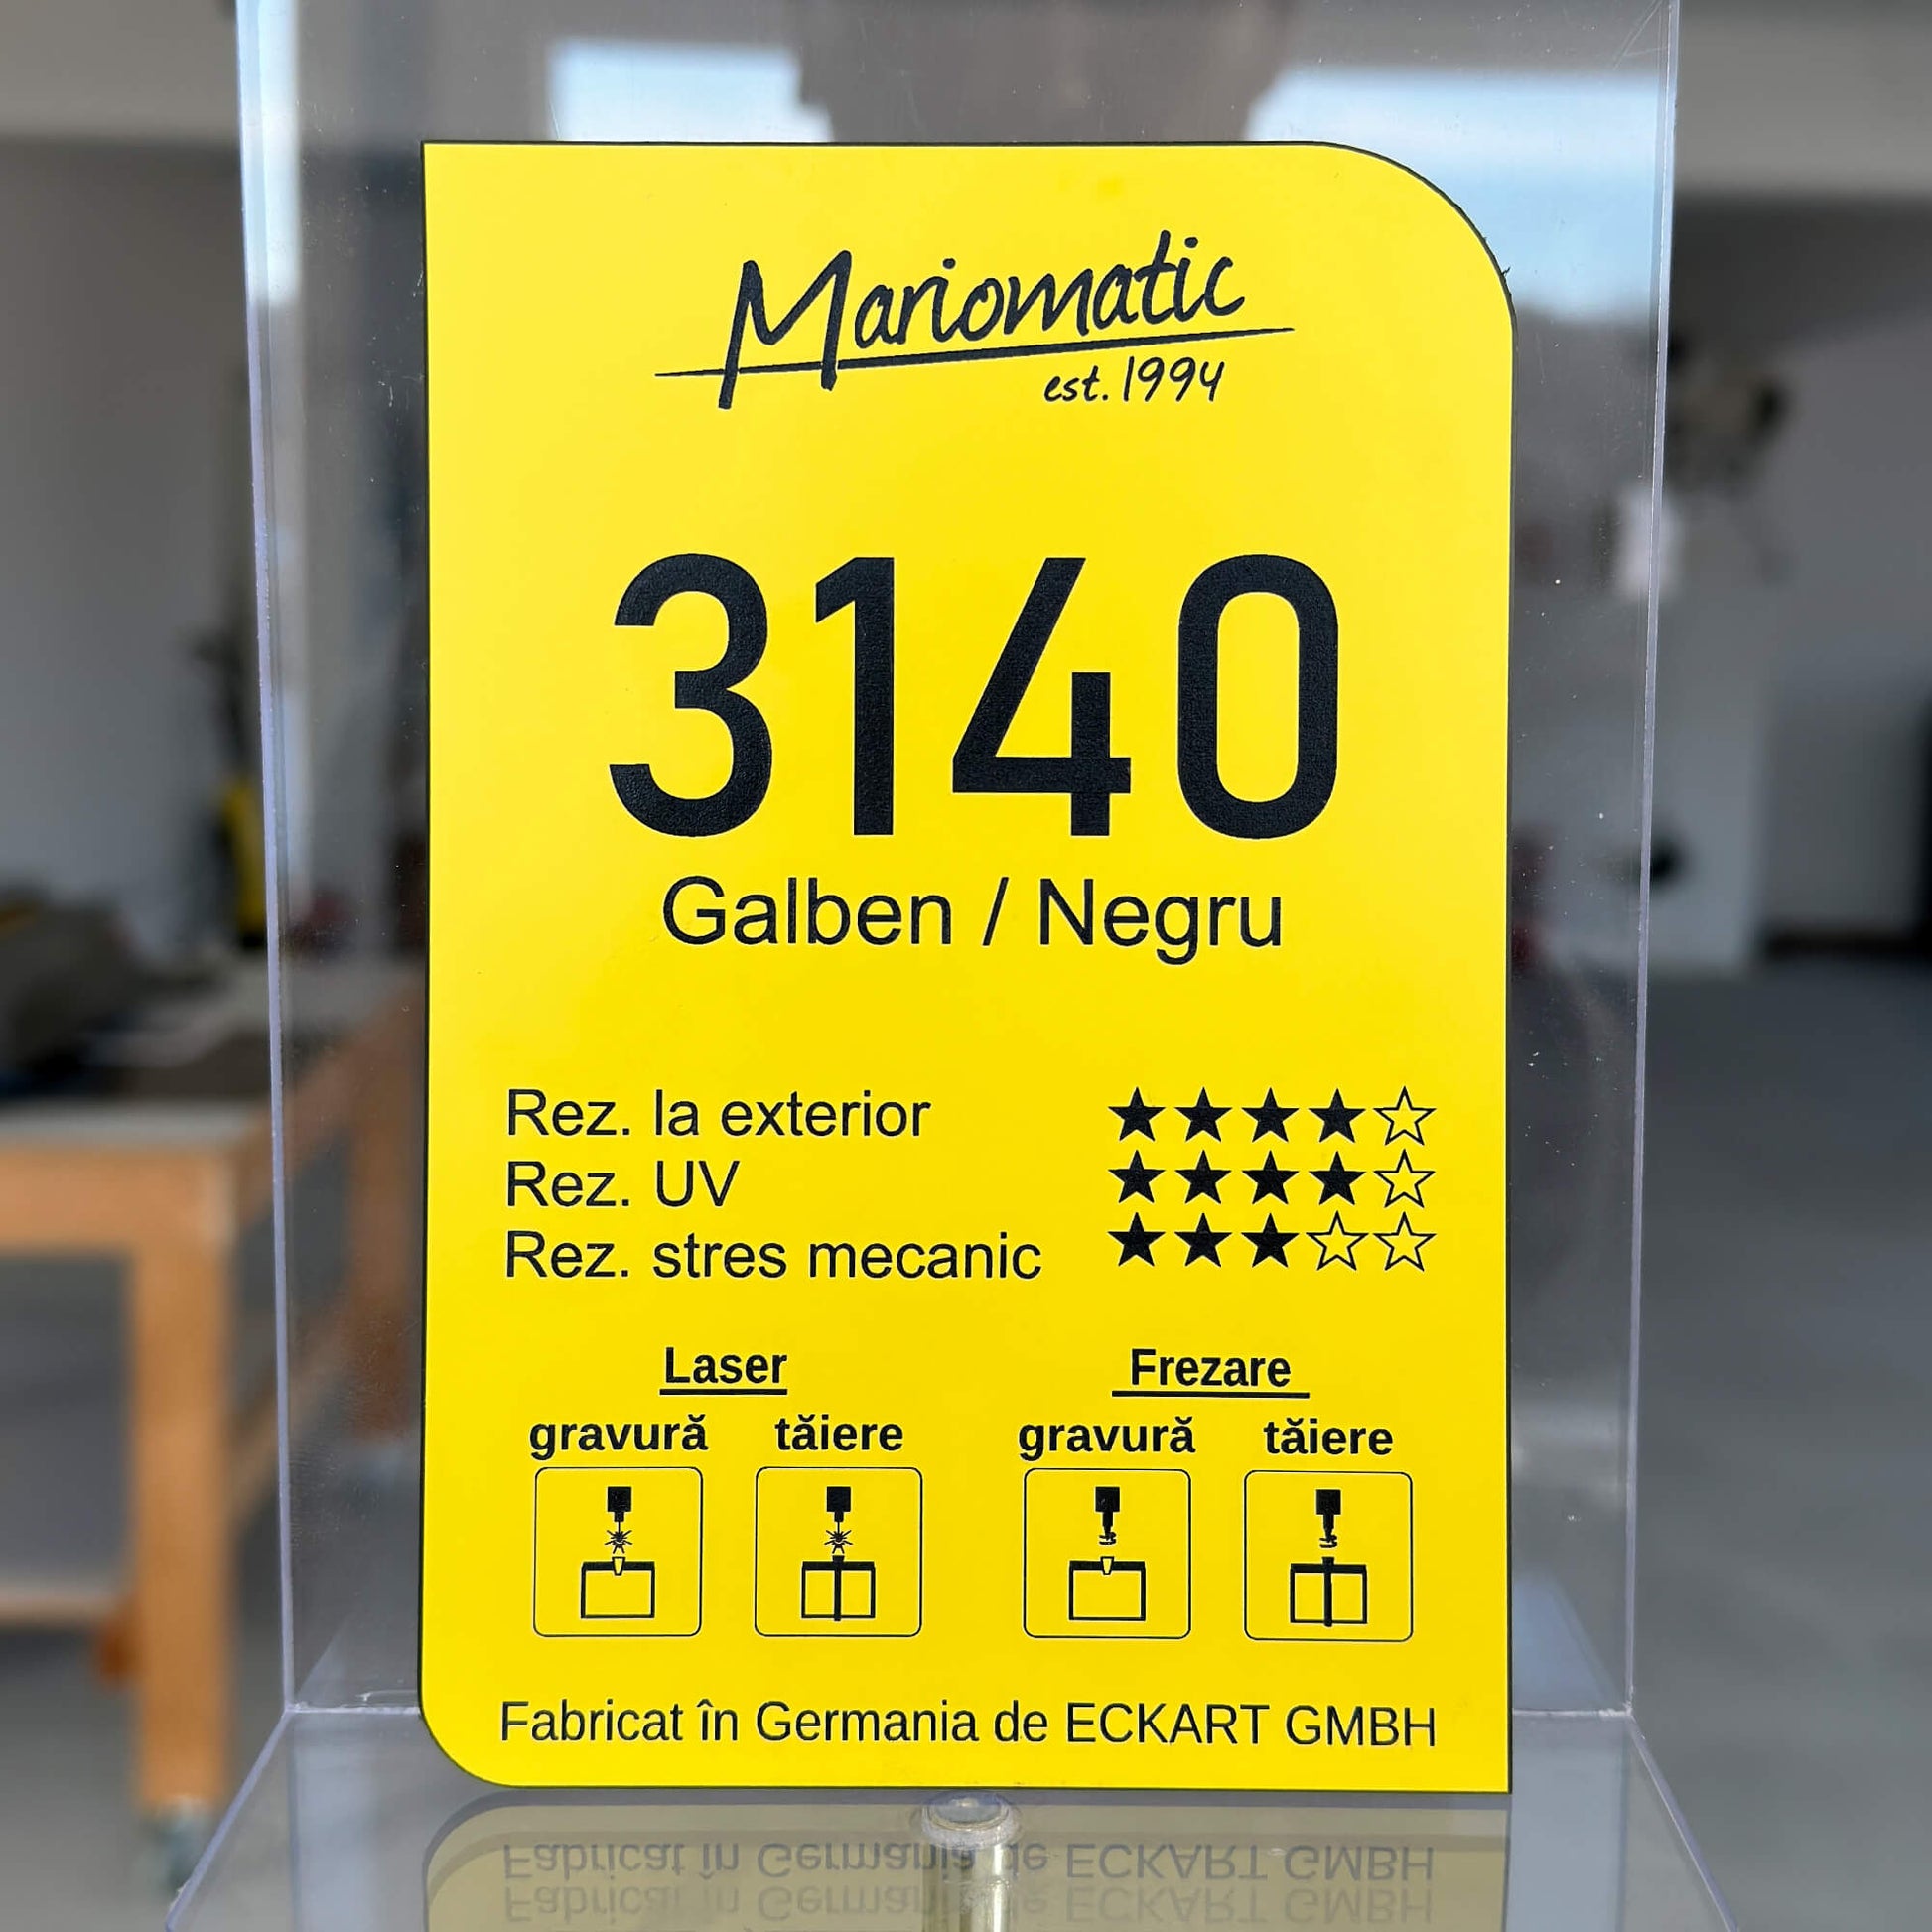 Mariomatic
est. 1994
3140
Galben / Negru
Rez. la exterior ★★★★☆
Rez. UV ★★★★☆
Rez. stres mecanic ★★★☆☆
Laser Frezare
gravură tăiere gravură tăiere
Fabricat în Germania de ECKART GMBH